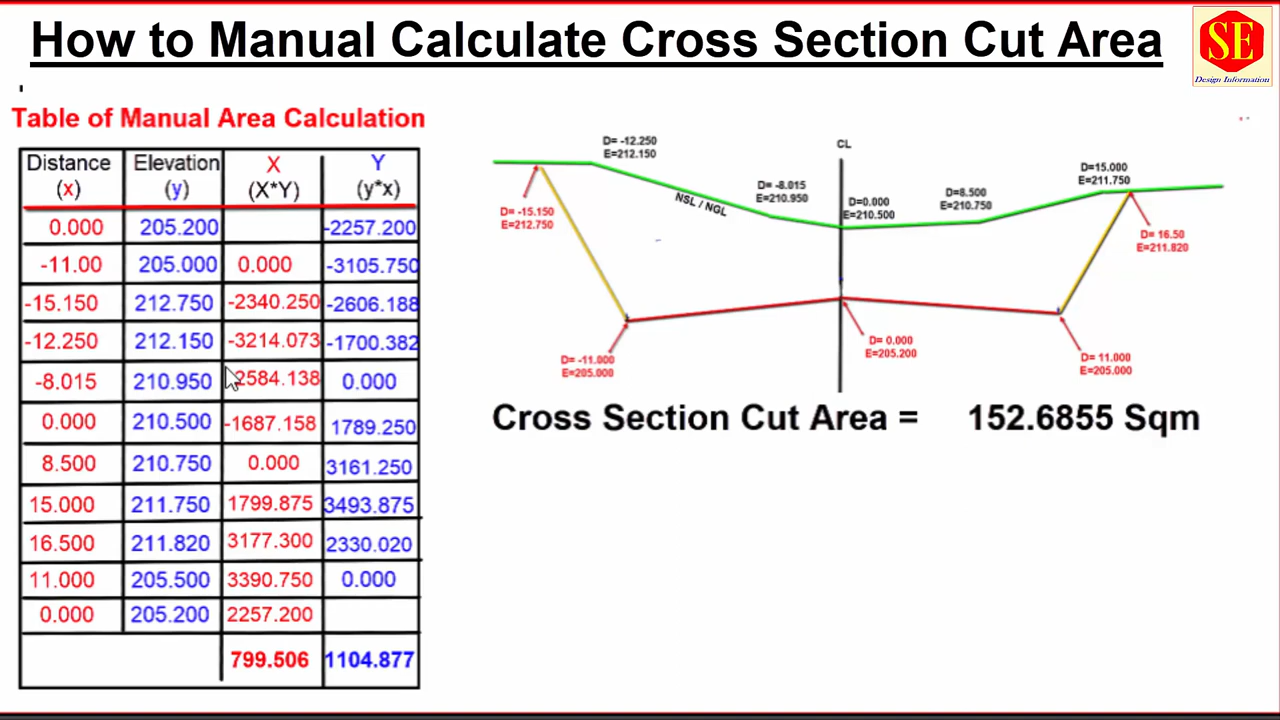 How to Manual Calculate Cross Section Cut Area
SE
Design Information
Table of Manual Area Calculation
Distance (x) Elevation (y) X (X*Y) Y (y*x)
0.000 205.200 -2257.200
-11.00 205.000 0.000 -3105.750
-15.150 212.750 -2340.250 -2606.188
-12.250 212.150 -3214.073 -1700.382
-8.015 210.950 2584.138 0.000
0.000 210.500 -1687.158 1789.250
8.500 210.750 0.000 3161.250
15.000 211.750 1799.875 3493.875
16.500 211.820 3177.300 2330.020
11.000 205.500 3390.750 0.000
0.000 205.200 2257.200
799.506 1104.877
D= -12.250
E=212.150
CL
D=15.000
E=211.750
D= -8.015
E=210.950
D=0.000
E=210.500
D=8.500
E=210.750
NSL / NGL
D= -15.150
E=212.750
D= 16.50
E=211.820
D= 0.000
E=205.200
D= -11.000
E=205.000
D= 11.000
E=205.000
Cross Section Cut Area = 152.6855 Sqm